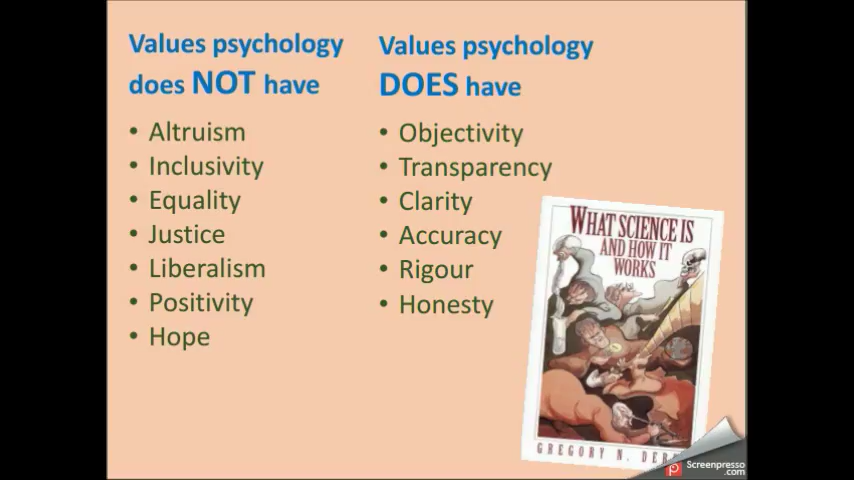 Values psychology
does NOT have
• Altruism
• Inclusivity
• Equality
• Justice
• Liberalism
• Positivity
• Hope
Values psychology
DOES have
• Objectivity
• Transparency
• Clarity
• Accuracy
• Rigour
• Honesty
WHAT SCIENCE IS
AND HOW IT
WORKS
GREGORY N.
Screenpresso
.com